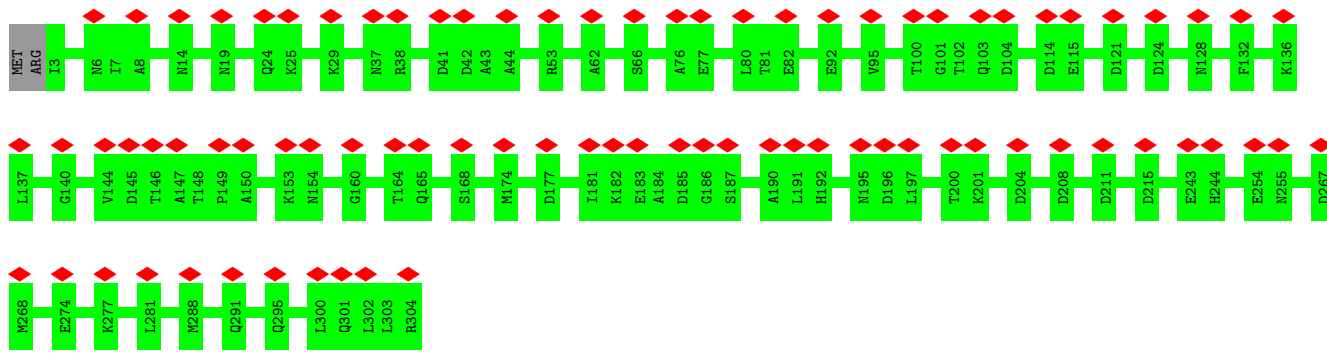 MET ARG I3 N6 I7 A8 N14 N19 Q24 K25 K29 N37 R38 D41 D42 A43 A44 R53 A62 S66 A76 E77 L80 T81 E82 E92 V95 T100 G101 T102 Q103 D104 D114 E115 D121 D124 N128 F132 K136
L137 G140 V144 D145 T146 A147 T148 P149 A150 K153 N154 G160 T164 Q165 S168 M174 D177 I181 K182 E183 A184 D185 G186 S187 A190 L191 H192 N195 D196 L197 T200 K201 D204 D208 D211 D215 E243 H244 E254 N255 D267
M268 E274 K277 L281 M288 Q291 Q295 L300 Q301 L302 L303 R304